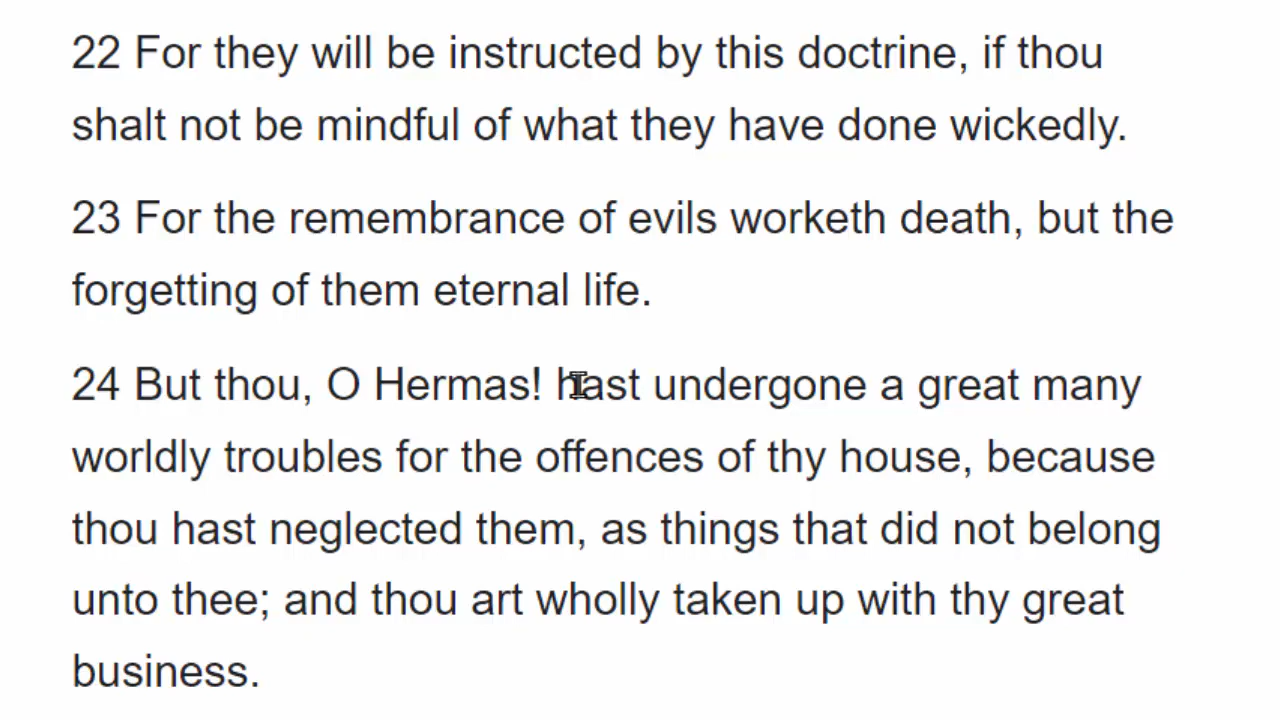 22 For they will be instructed by this doctrine, if thou
shalt not be mindful of what they have done wickedly.
23 For the remembrance of evils worketh death, but the
forgetting of them eternal life.
24 But thou, O Hermas! hast undergone a great many
worldly troubles for the offences of thy house, because
thou hast neglected them, as things that did not belong
unto thee; and thou art wholly taken up with thy great
business.